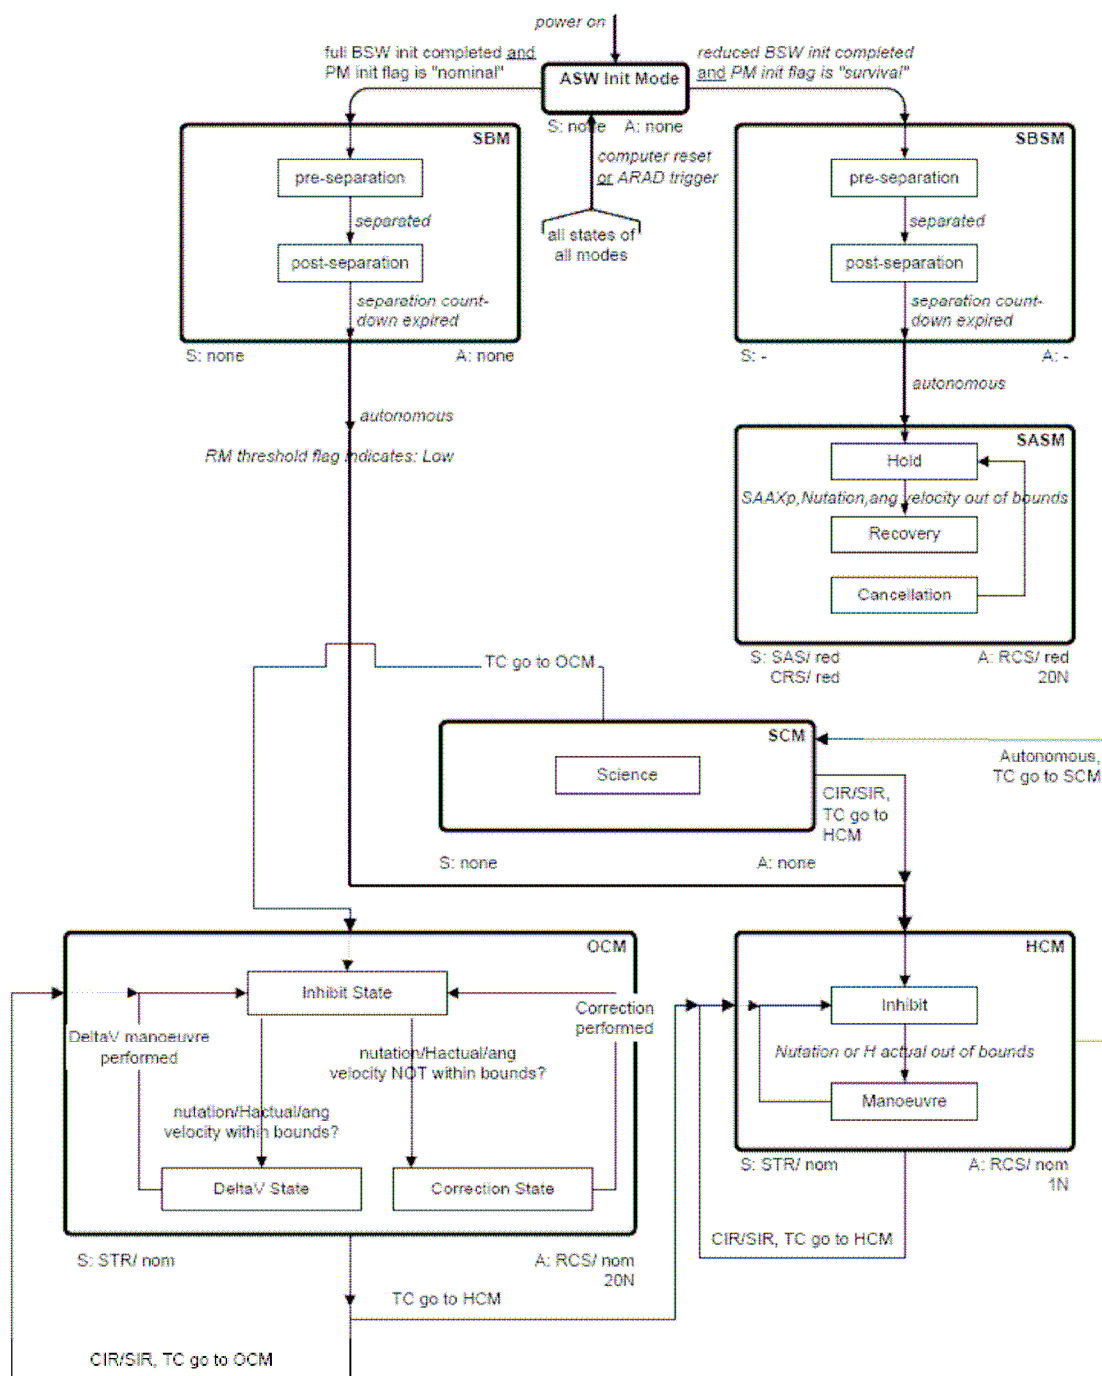 power on
full BSW init completed and
PM init flag is "nominal"
reduced BSW init completed
and PM init flag is "survival"
ASW Init Mode
S: none A: none
SBM
pre-separation
separated
post-separation
separation count-
down expired
S: none A: none
computer reset
or ARAD trigger
all states of
all modes
SBSM
pre-separation
separated
post-separation
separation count-
down expired
S: - A: -
autonomous
autonomous
RM threshold flag indicates: Low
SASM
Hold
SAAXp,Nutation,ang velocity out of bounds
Recovery
Cancellation
S: SAS/ red A: RCS/ red
CRS/ red 20N
TC go to OCM
SCM
Science
Autonomous,
TC go to SCM
CIR/SIR,
TC go to
HCM
S: none A: none
OCM
Inhibit State
DeltaV manoeuvre
performed
Correction
performed
nutation/Hactual/ang
velocity NOT within bounds?
nutation/Hactual/ang
velocity within bounds?
DeltaV State
Correction State
S: STR/ nom A: RCS/ nom
20N
HCM
Inhibit
Nutation or H actual out of bounds
Manoeuvre
S: STR/ nom A: RCS/ nom
1N
CIR/SIR, TC go to HCM
TC go to HCM
CIR/SIR, TC go to OCM